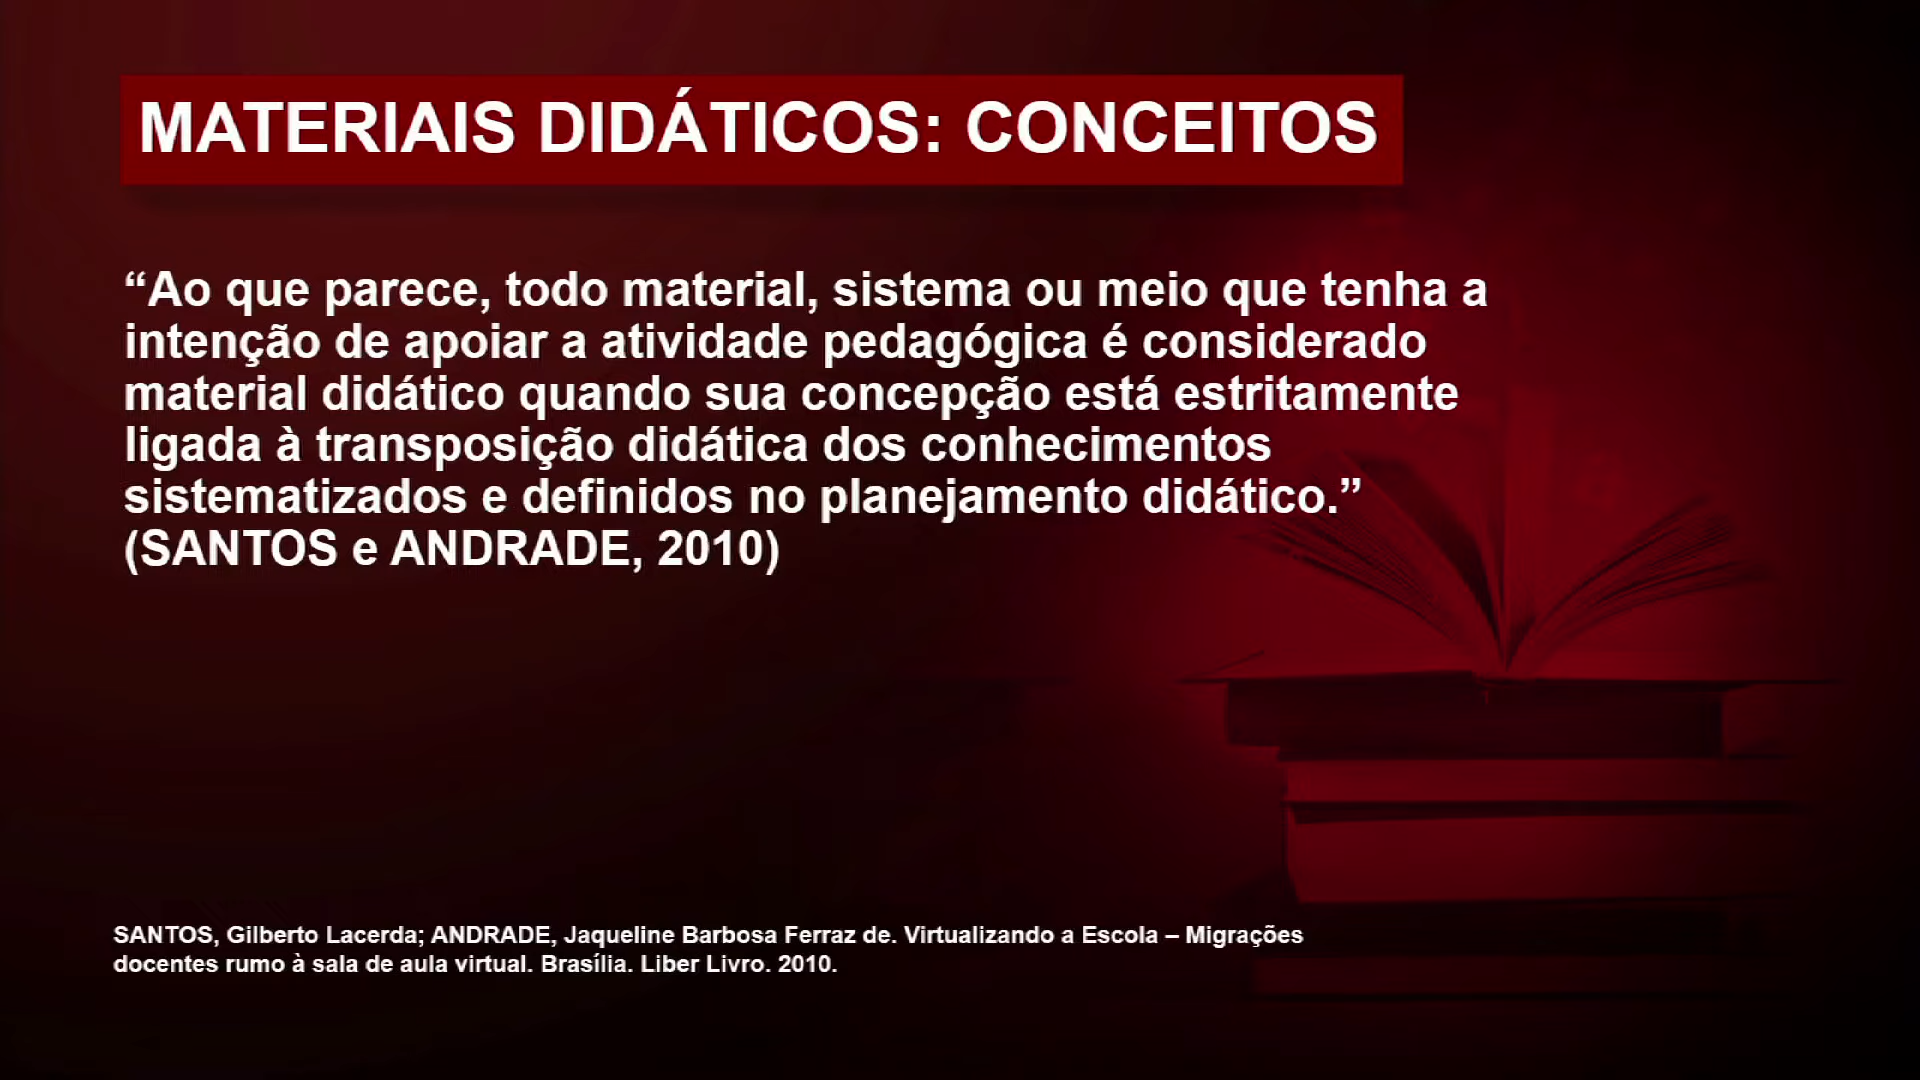 MATERIAIS DIDÁTICOS: CONCEITOS
“Ao que parece, todo material, sistema ou meio que tenha a
intenção de apoiar a atividade pedagógica é considerado
material didático quando sua concepção está estritamente
ligada à transposição didática dos conhecimentos
sistematizados e definidos no planejamento didático.”
(SANTOS e ANDRADE, 2010)
SANTOS, Gilberto Lacerda; ANDRADE, Jaqueline Barbosa Ferraz de. Virtualizando a Escola – Migrações
docentes rumo à sala de aula virtual. Brasília. Liber Livro. 2010.